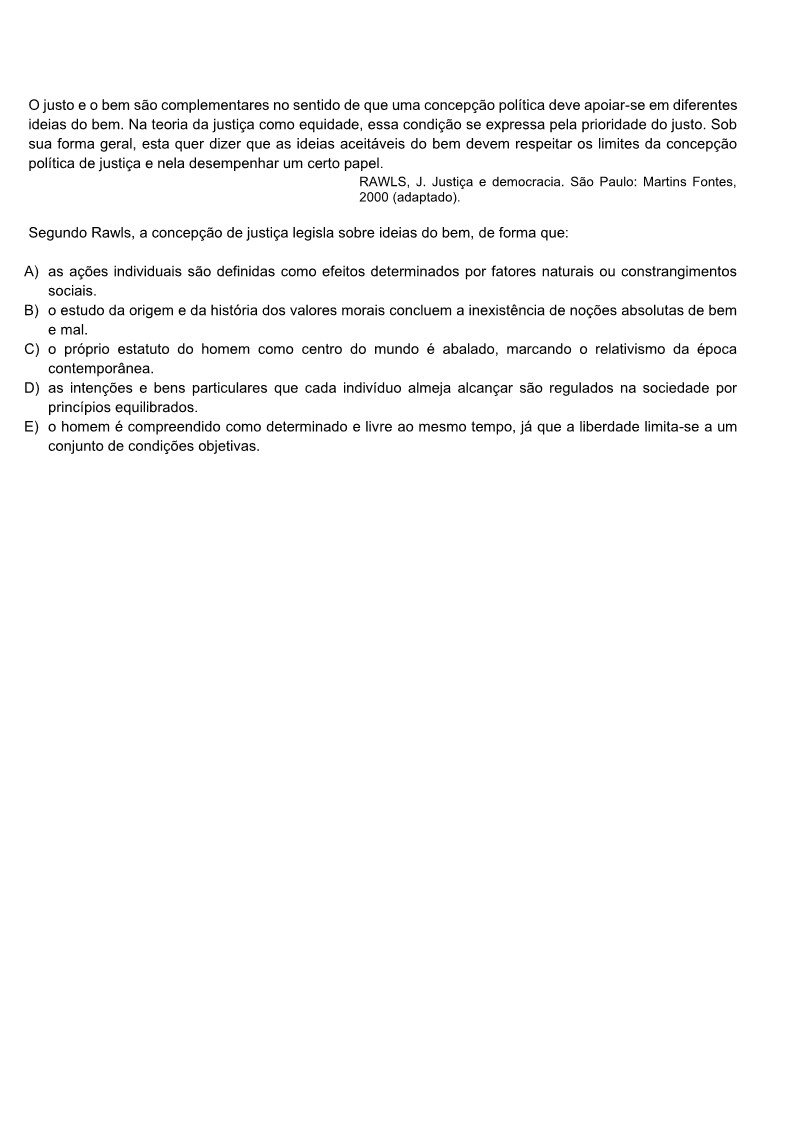 O justo e o bem são complementares no sentido de que uma concepção política deve apoiar-se em diferentes
ideias do bem. Na teoria da justiça como equidade, essa condição se expressa pela prioridade do justo. Sob
sua forma geral, esta quer dizer que as ideias aceitáveis do bem devem respeitar os limites da concepção
política de justiça e nela desempenhar um certo papel.
RAWLS, J. Justiça e democracia. São Paulo: Martins Fontes,
2000 (adaptado).
Segundo Rawls, a concepção de justiça legisla sobre ideias do bem, de forma que:
A) as ações individuais são definidas como efeitos determinados por fatores naturais ou constrangimentos
sociais.
B) o estudo da origem e da história dos valores morais concluem a inexistência de noções absolutas de bem
e mal.
C) o próprio estatuto do homem como centro do mundo é abalado, marcando o relativismo da época
contemporânea.
D) as intenções e bens particulares que cada indivíduo almeja alcançar são regulados na sociedade por
princípios equilibrados.
E) o homem é compreendido como determinado e livre ao mesmo tempo, já que a liberdade limita-se a um
conjunto de condições objetivas.